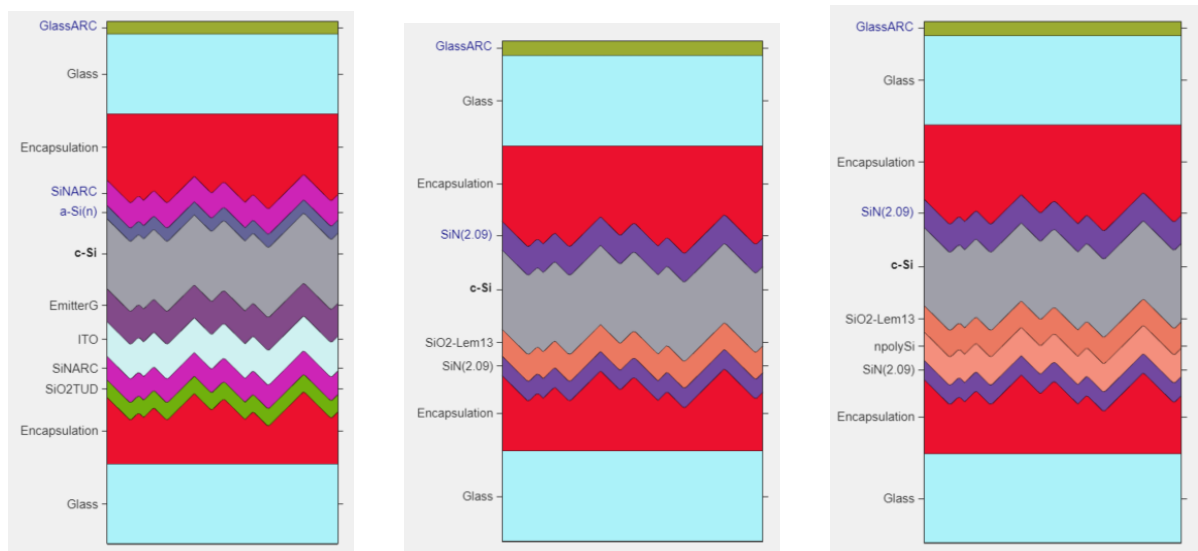 GlassARC
Glass
Encapsulation
SiNARC
a-Si(n)
c-Si
EmitterG
ITO
SiNARC
SiO2TUD
Encapsulation
Glass
GlassARC
Glass
Encapsulation
SiN(2.09)
c-Si
SiO2-Lem13
SiN(2.09)
Encapsulation
Glass
GlassARC
Glass
Encapsulation
SiN(2.09)
c-Si
SiO2-Lem13
npolySi
SiN(2.09)
Encapsulation
Glass